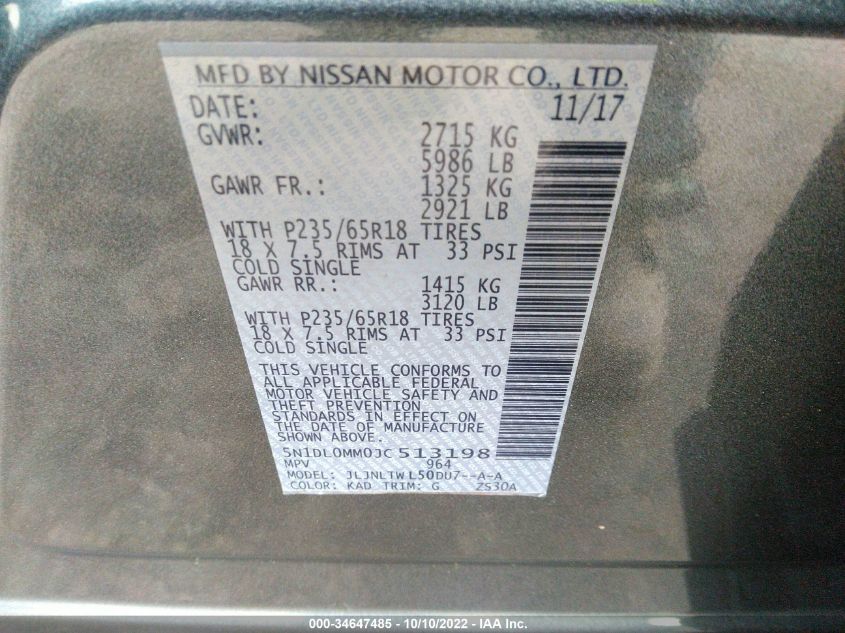 MFD BY NISSAN MOTOR CO., LTD.
DATE: 11/17
GVWR: 2715 KG
5986 LB
GAWR FR.: 1325 KG
2921 LB
WITH P235/65R18 TIRES
18 X 7.5 RIMS AT 33 PSI
COLD SINGLE
GAWR RR.: 1415 KG
3120 LB
WITH P235/65R18 TIRES
18 X 7.5 RIMS AT 33 PSI
COLD SINGLE
THIS VEHICLE CONFORMS TO
ALL APPLICABLE FEDERAL
MOTOR VEHICLE SAFETY AND
THEFT PREVENTION
STANDARDS IN EFFECT ON
THE DATE OF MANUFACTURE
SHOWN ABOVE.
5N1DL0MM0JC513198
MPV 964
MODEL: JLJNLTWL50DU7--A-A
COLOR: KAD TRIM: G ZS30A
000-34647485 - 10/10/2022 - IAA Inc.